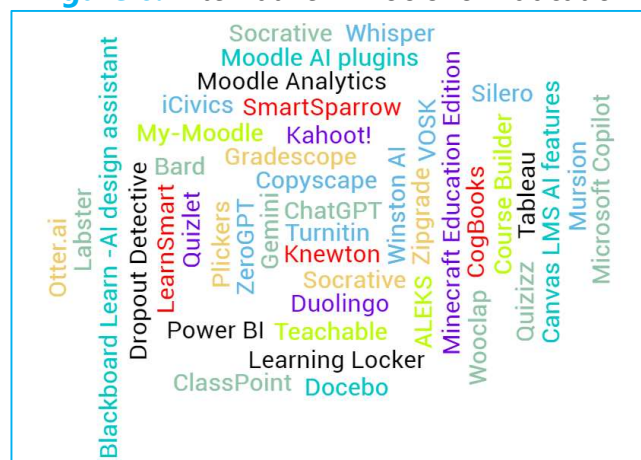 Socrative
Whisper
Moodle AI plugins
Moodle Analytics
iCivics
SmartSparrow
Silero
My-Moodle
Kahoot!
Bard
Gradescope
Copyscape
ChatGPT
Turnitin
Knewton
Socrative
Duolingo
Power BI
Teachable
Learning Locker
ClassPoint
Docebo
Otter.ai
Labster
Blackboard Learn -AI design assistant
Dropout Detective
LearnSmart
Quizlet
Plickers
ZeroGPT
Gemini
Winston AI
Zipgrade
VOSK
ALEKS
Minecraft Education Edition
CogBooks
Wooclap
Course Builder
Quizizz
Tableau
Canvas LMS AI features
Mursion
Microsoft Copilot